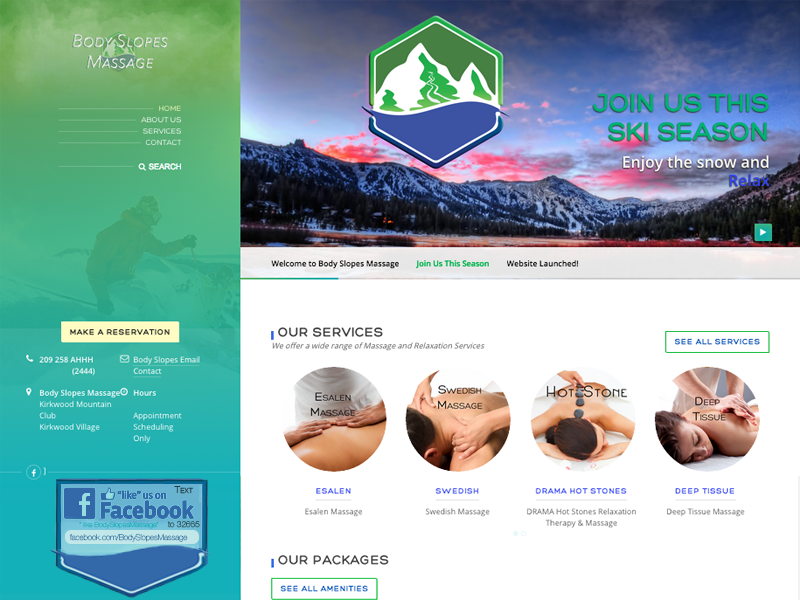 Body Slopes
Massage
HOME
ABOUT US
SERVICES
CONTACT
SEARCH
MAKE A RESERVATION
209 258 AHHH
(2444)
Body Slopes Email
Contact
Body Slopes Massage
Kirkwood Mountain
Club
Kirkwood Village
Hours
Appointment
Scheduling
Only
]
"like" us on
Facebook
Text
"like BodySlopesMassage"
to 32665
facebook.com/BodySlopesMassage
JOIN US THIS
SKI SEASON
Enjoy the snow and
Relax
Welcome to Body Slopes Massage
Join Us This Season
Website Launched!
OUR SERVICES
We offer a wide range of Massage and Relaxation Services
SEE ALL SERVICES
Esalen
Massage
Swedish
Massage
Hot Stone
Deep
Tissue
ESALEN
SWEDISH
DRAMA HOT STONES
DEEP TISSUE
Esalen Massage
Swedish Massage
DRAMA Hot Stones Relaxation
Therapy & Massage
Deep Tissue Massage
OUR PACKAGES
SEE ALL AMENITIES